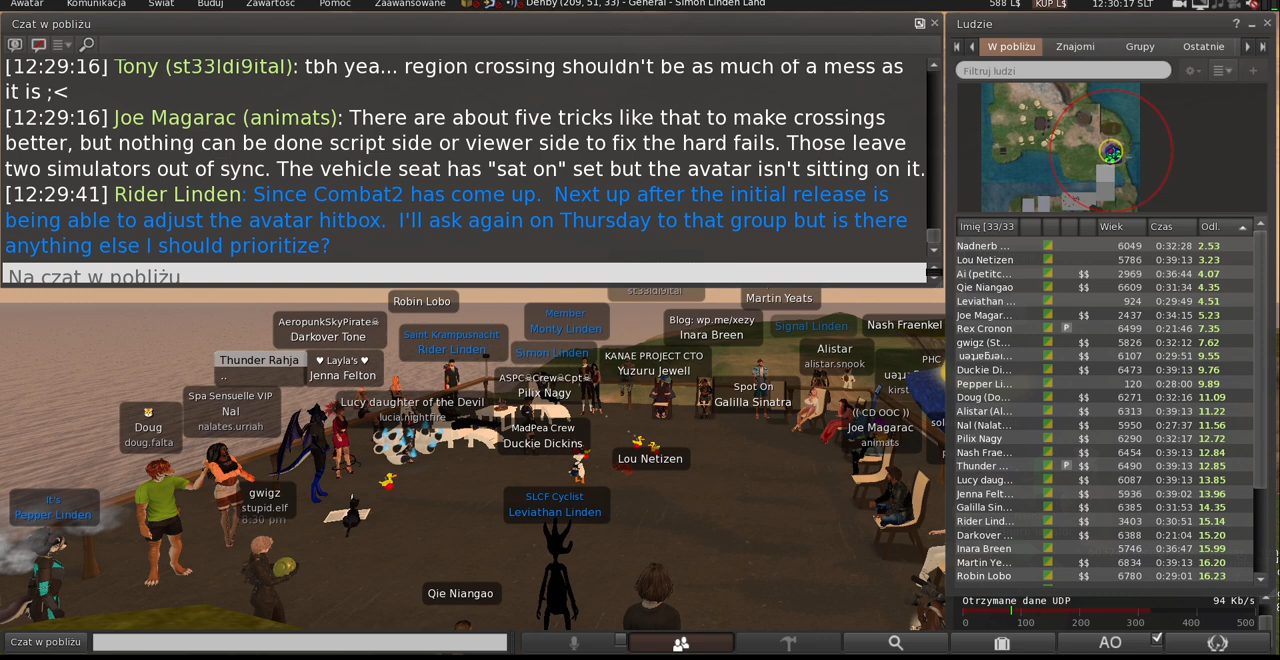 Awatar Komunikacja Świat Buduj Zawartość Pomoc Zaawansowane Denby (209, 51, 33) - General - Simon Linden Land 588 L$ KUP L$ 12:30:17 SLT
Czat w pobliżu
[12:29:16] Tony (st33ldi9ital): tbh yea... region crossing shouldn't be as much of a mess as
it is ;<
[12:29:16] Joe Magarac (animats): There are about five tricks like that to make crossings
better, but nothing can be done script side or viewer side to fix the hard fails. Those leave
two simulators out of sync. The vehicle seat has "sat on" set but the avatar isn't sitting on it.
[12:29:41] Rider Linden: Since Combat2 has come up.  Next up after the initial release is
being able to adjust the avatar hitbox.  I'll ask again on Thursday to that group but is there
anything else I should prioritize?
Na czat w pobliżu
st33ldi9ital
Robin Lobo
Martin Yeats
AeropunkSkyPirate☠
Darkover Tone
Saint Krampusnacht
Rider Linden
Member
Monty Linden
Simon Linden
Blog: wp.me/xezy
Inara Breen
Signal Linden
Nash Fraenkel
Thunder Rahja
..
♥ Layla's ♥
Jenna Felton
KANAE PROJECT CTO
Yuzuru Jewell
Alistar
alistar.snook
PHC
kirst
Spa Sensuelle VIP
Nal
nalates.urriah
ASPC☠Crew☠Cpt☠
Pilix Nagy
Spot On
Galilla Sinatra
Lucy daughter of the Devil
lucia.nightfire
Doug
doug.falta
MadPea Crew
Duckie Dickins
(( CD OOC ))
Joe Magarac
animats
sol
Lou Netizen
It's
Pepper Linden
gwigz
stupid.elf
8:30 pm
SLCF Cyclist
Leviathan Linden
Qie Niangao
Czat w pobliżu
Ludzie
? _ ×
W pobliżu Znajomi Grupy Ostatnie
Filtruj ludzi
Imię [33/33 Wiek Czas Odl.
Nadnerb ... 6049 0:32:28 2.53
Lou Netizen 5786 0:39:13 3.23
Ai (petitc... $$ 2969 0:36:44 4.07
Qie Niangao $$ 6609 0:31:34 4.35
Leviathan ... 924 0:29:49 4.51
Joe Magar... $$ 2437 0:34:15 5.23
Rex Cronon P 6499 0:21:46 7.35
gwigz (St... $$ 5826 0:32:12 7.62
$$ 6107 0:29:51 9.55
Duckie Di... $$ 6473 0:39:13 9.76
Pepper Li... 120 0:28:00 9.89
Doug (Do... $$ 6271 0:32:16 11.09
Alistar (Al... $$ 6313 0:39:13 11.22
Nal (Nalat... $$ 5950 0:27:37 11.56
Pilix Nagy $$ 6290 0:32:17 12.72
Nash Frae... $$ 6454 0:39:13 12.84
Thunder ... P $$ 6490 0:39:13 12.85
Lucy daug... $$ 6087 0:39:13 13.85
Jenna Felt... $$ 5936 0:39:02 13.96
Galilla Sin... $$ 6385 0:31:53 14.35
Rider Lind... $$ 3403 0:30:51 15.14
Darkover ... $$ 6388 0:21:04 15.20
Inara Breen 5746 0:36:47 15.99
Martin Ye... $$ 6834 0:39:13 16.20
Robin Lobo $$ 6780 0:29:01 16.23
Otrzymane dane UDP 94 Kb/s
0 100 200 300 400 500
AO